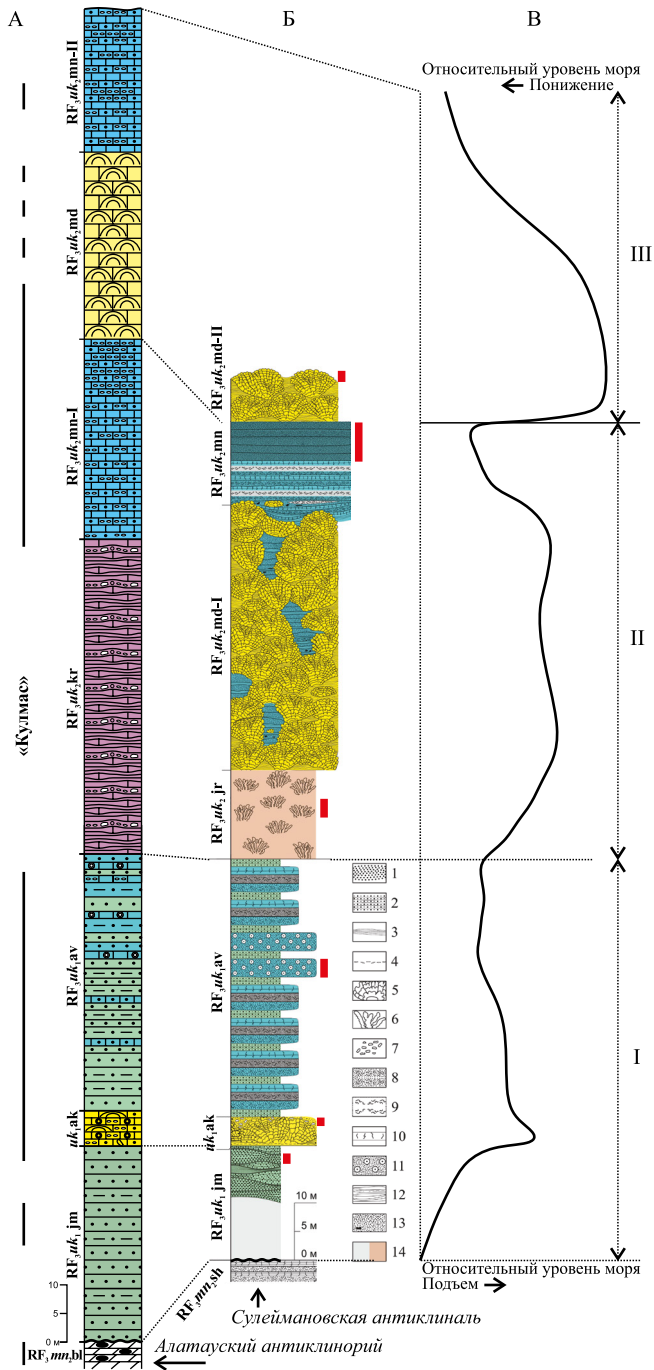 А
Б
В
RF₃uk₂mn-II
RF₃uk₂md
RF₃uk₂mn-I
RF₃uk₂kr
«Кулмас»
RF₃uk₁av
uk₁ak
RF₃uk₁jm
10
5
0 м
RF₃mn₂bl
RF₃uk₂md-II
RF₃uk₂mn
RF₃uk₂md-I
RF₃uk₂jr
RF₃uk₁av
uk₁ak
RF₃uk₁jm
10 м
5 м
0 м
RF₃mn₂sh
1
2
3
4
5
6
7
8
9
10
11
12
13
14
Относительный уровень моря
← Понижение
III
II
I
Относительный уровень моря
Подъем →
Сулеймановская антиклиналь
Алатауский антиклинорий